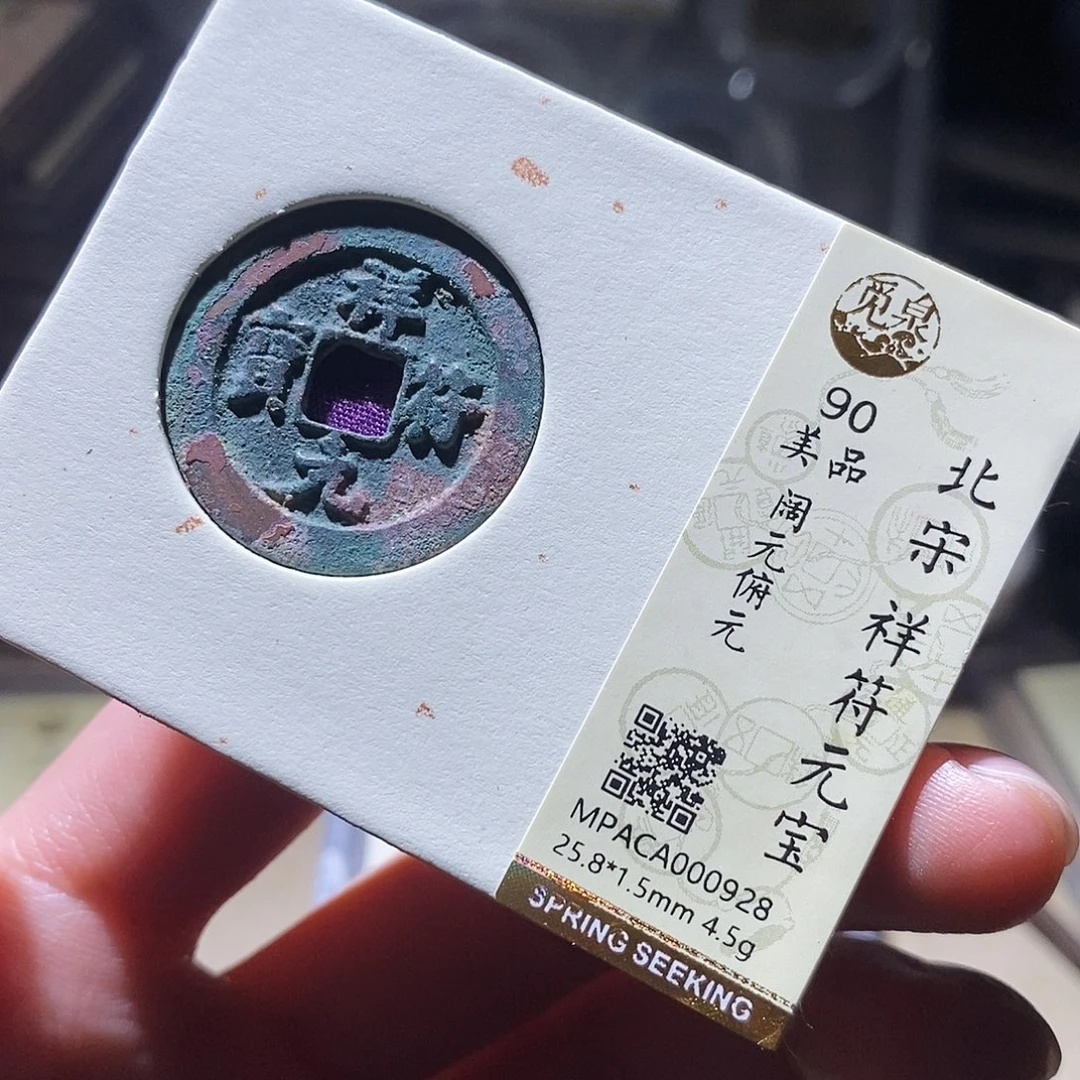 祥符元寳
觅泉
90
美品
阔元俯元
北宋 祥符元宝
MPACA000928
25.8*1.5mm 4.5g
SPRING SEEKING